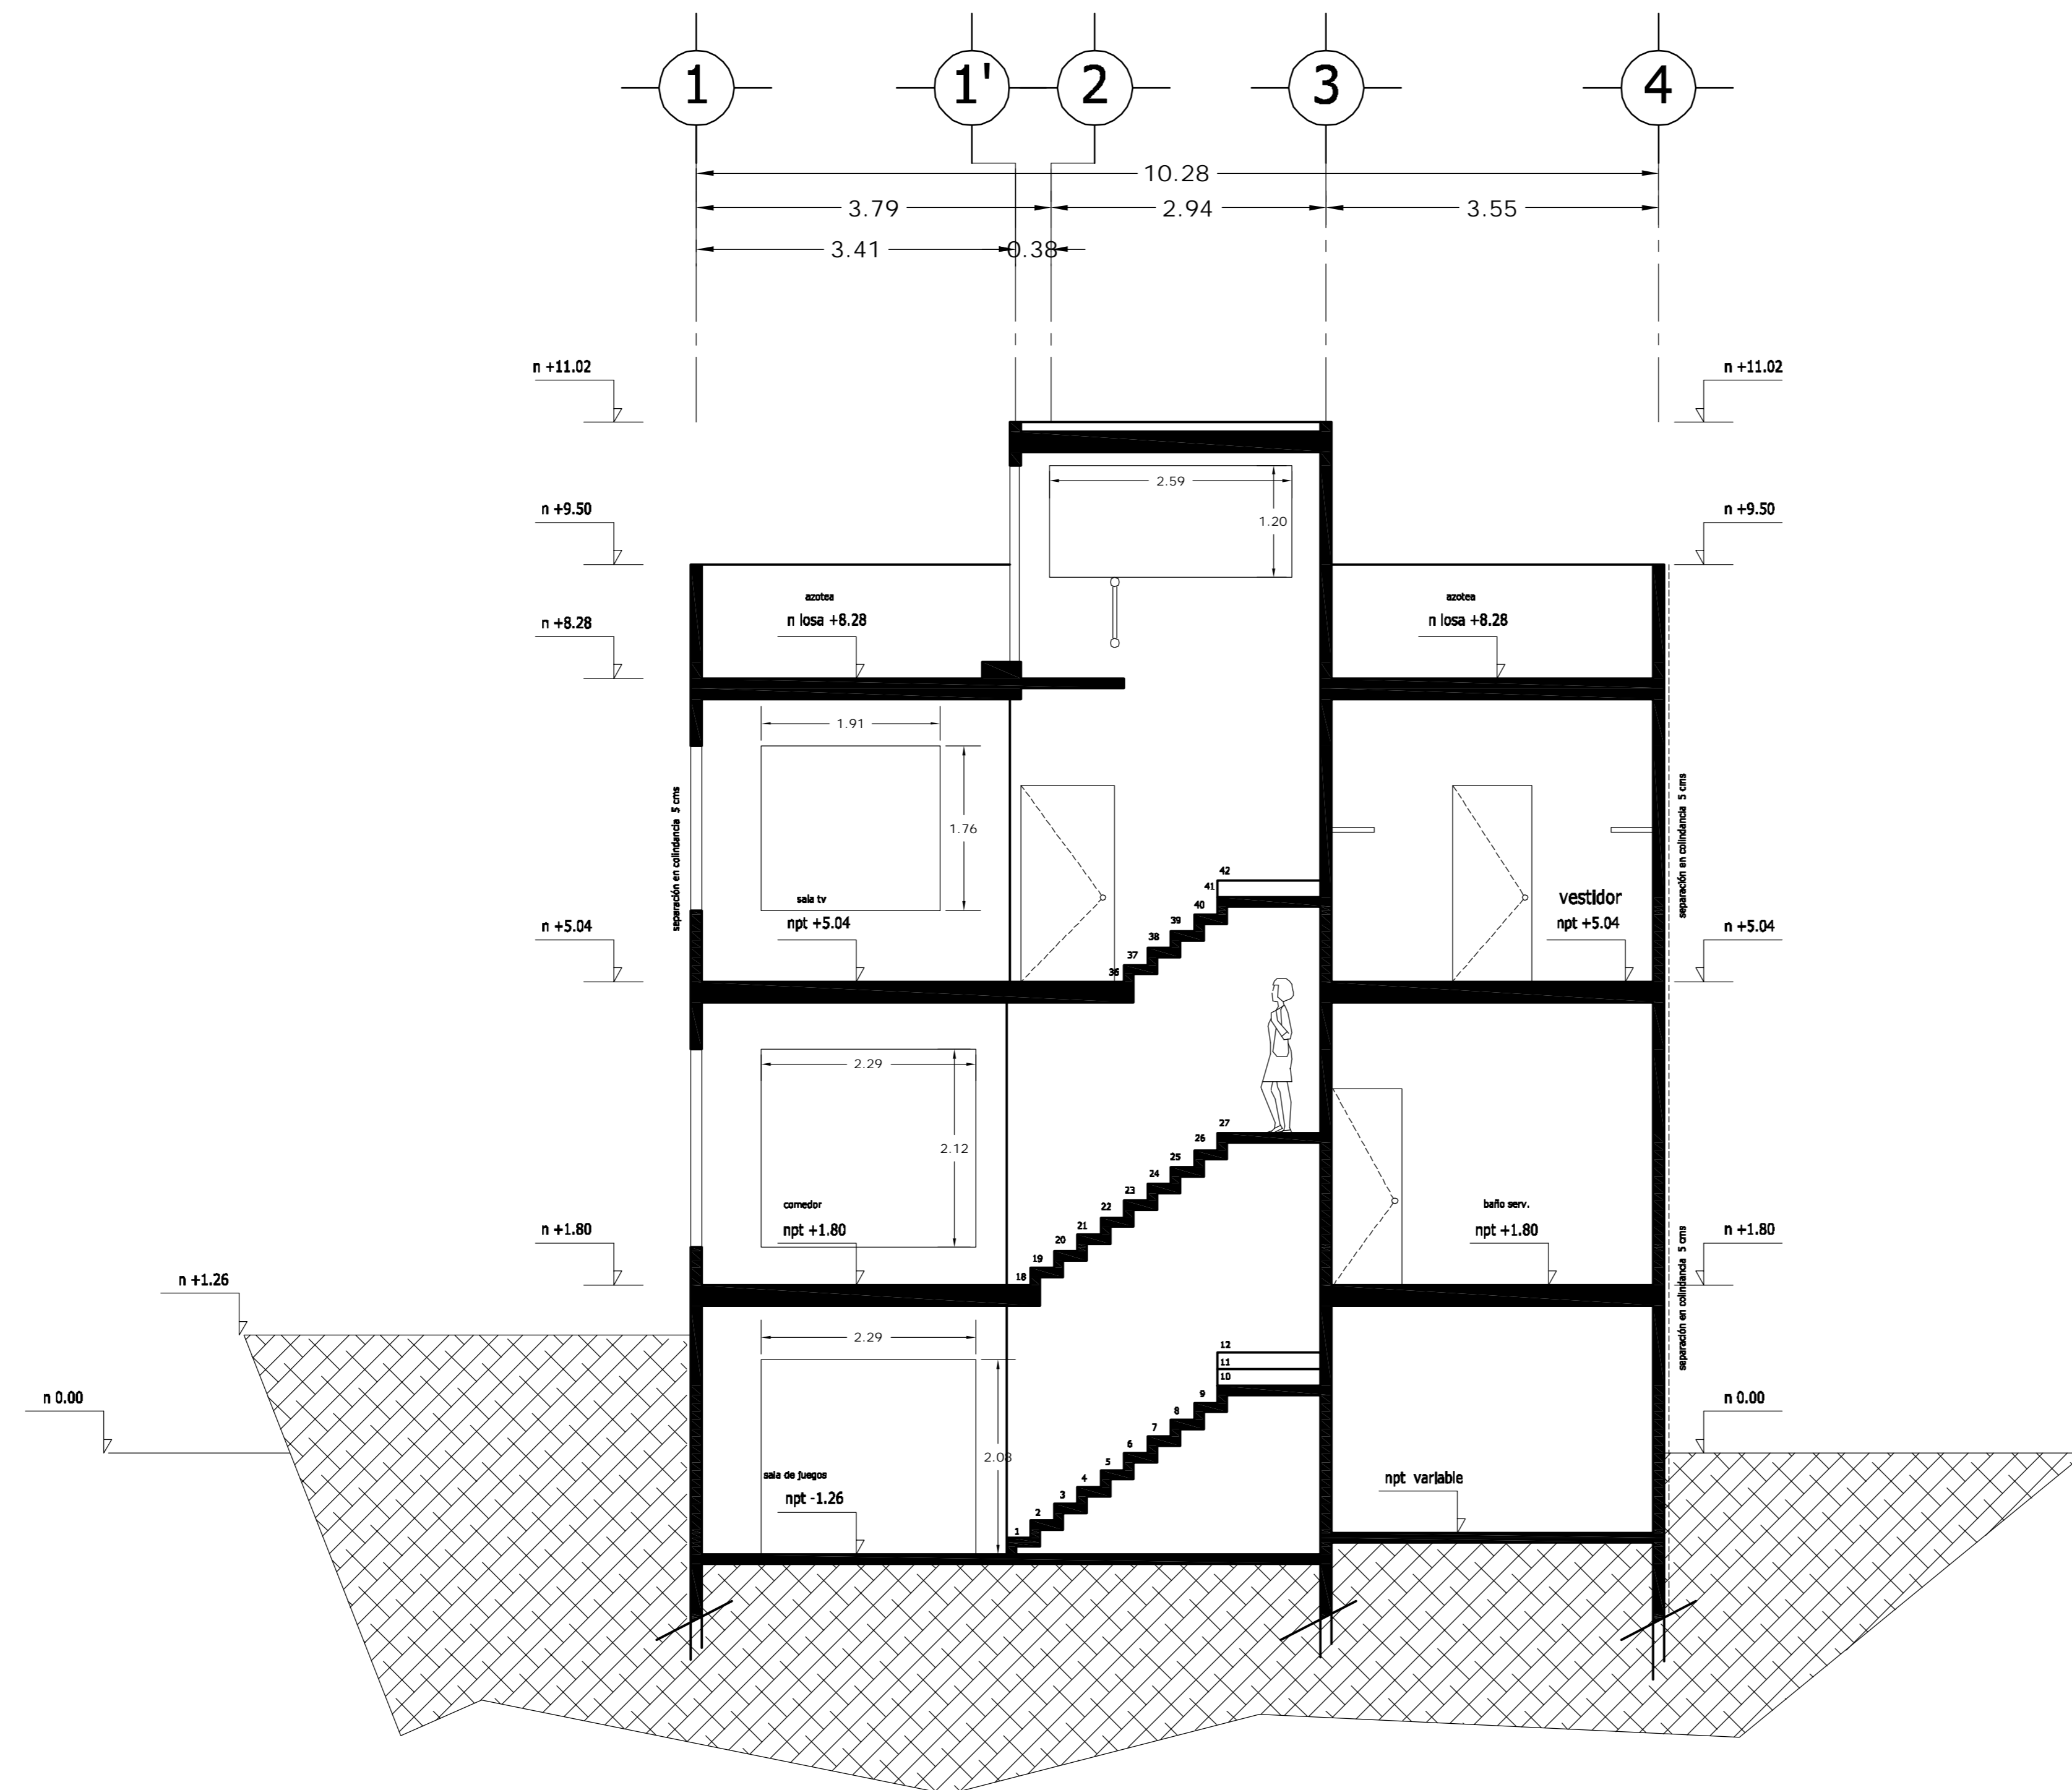 1 1' 2 3 4
10.28
3.79 2.94 3.55
3.41 0.38
n +11.02 n +11.02
2.59
n +9.50 n +9.50
1.20
azotea azotea
n +8.28 n losa +8.28 n losa +8.28
1.91
separación en colindancia 5 cms
1.76
separación en colindancia 5 cms
42
41
sala tv
40
vestidor
39
n +5.04 npt +5.04 npt +5.04 n +5.04
38
37
36
2.29
27
26
2.12
25
24
23
comedor baño serv.
22
n +1.80 npt +1.80 npt +1.80 n +1.80
21
20
19
18
n +1.26
separación en colindancia 5 cms
2.29
12
11
10
n 0.00 n 0.00
9
8
7
6
2.08
5
sala de juegos npt variable
4
npt -1.26
3
2
1